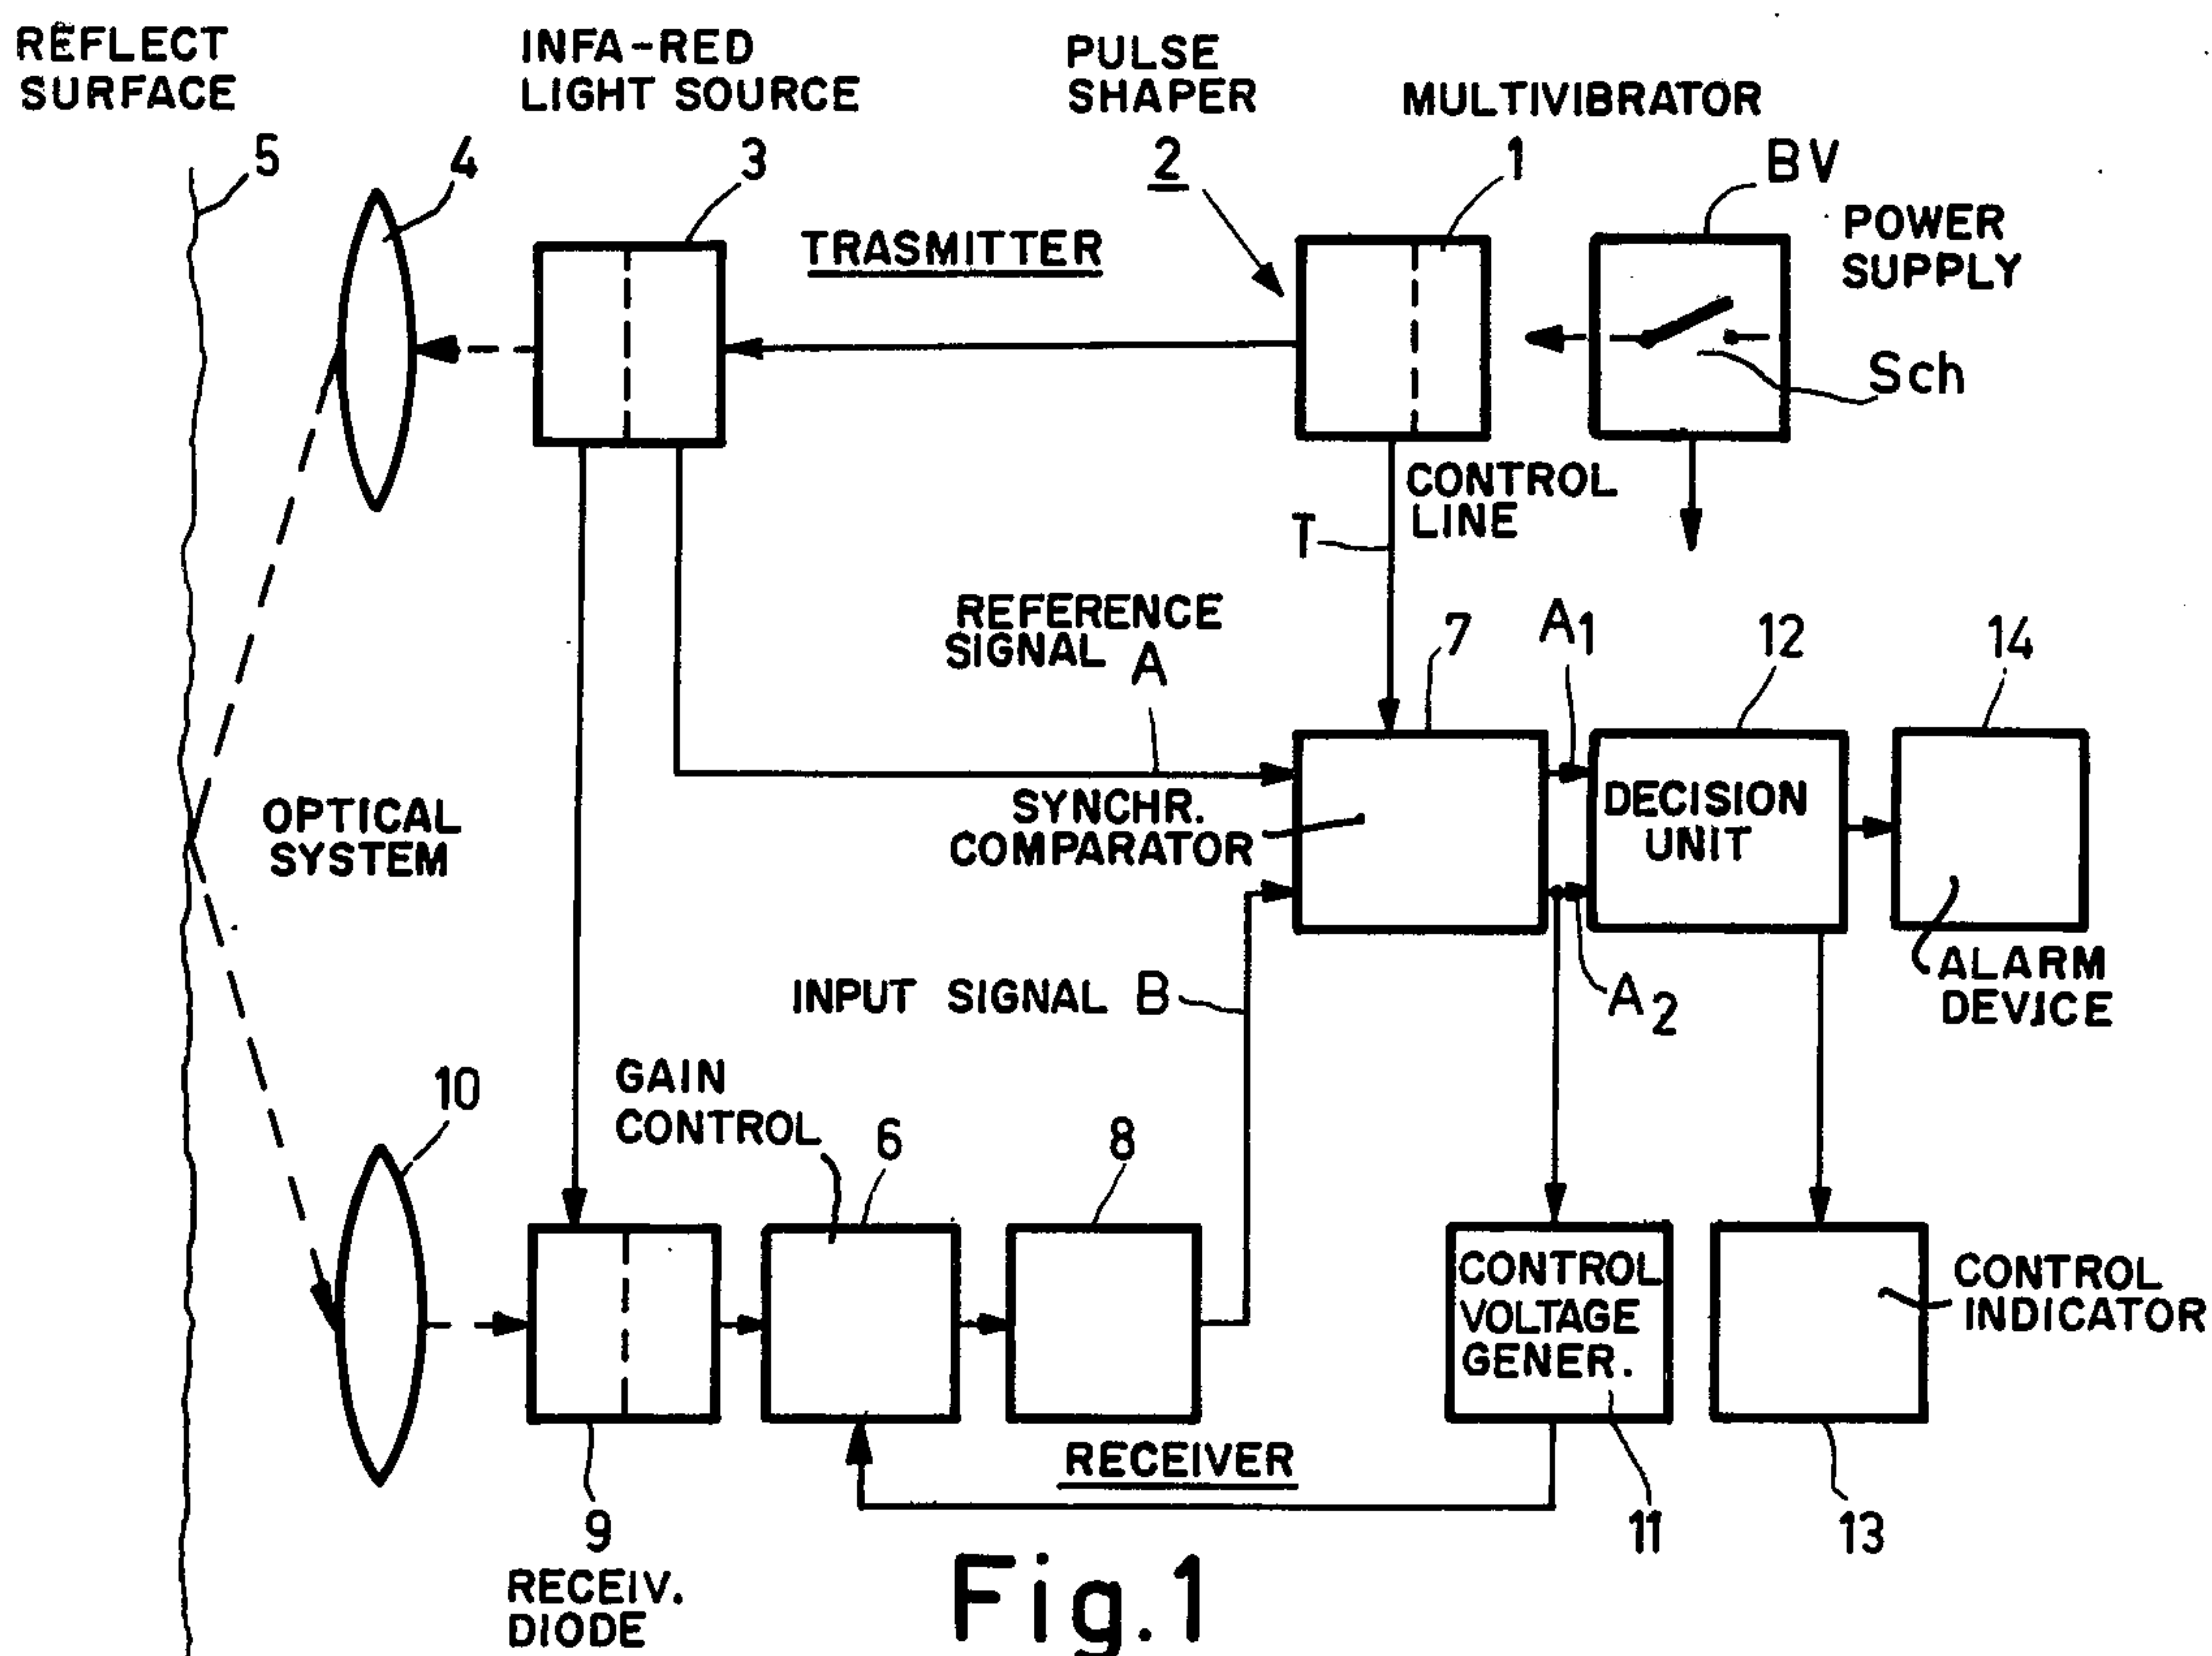 REFLECT
SURFACE
INFA-RED
LIGHT SOURCE
PULSE
SHAPER
MULTIVIBRATOR
5
4
3
2
1
BV
TRASMITTER
POWER
SUPPLY
Sch
CONTROL
LINE
T
REFERENCE
SIGNAL A
7
A1
12
14
OPTICAL
SYSTEM
SYNCHR.
COMPARATOR
DECISION
UNIT
INPUT SIGNAL B
A2
ALARM
DEVICE
10
GAIN
CONTROL
6
8
CONTROL
VOLTAGE
GENER.
CONTROL
INDICATOR
RECEIVER
9
11
13
RECEIV.
DIODE
Fig.1